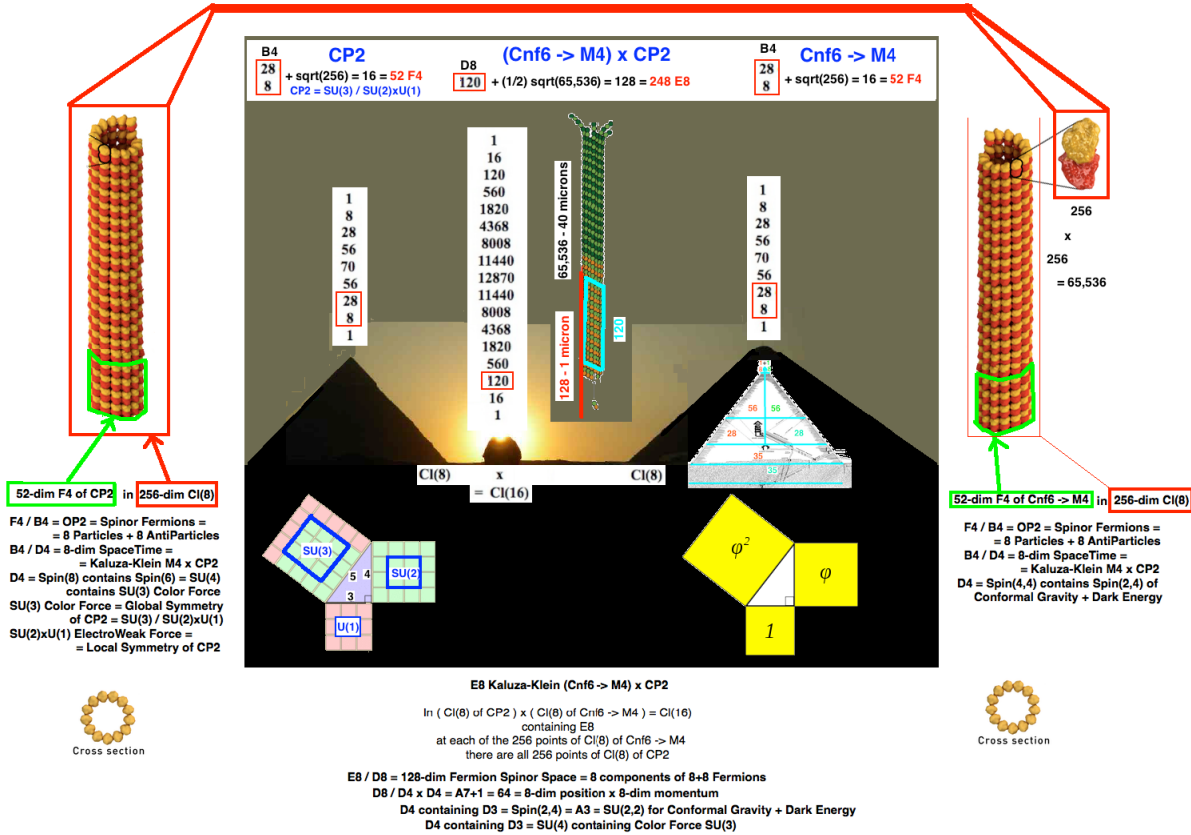 B4
CP2
28
8
+ sqrt(256) = 16 = 52 F4
CP2 = SU(3) / SU(2)xU(1)
(Cnf6 -> M4) x CP2
D8
120
+ (1/2) sqrt(65,536) = 128 = 248 E8
B4
Cnf6 -> M4
28
8
+ sqrt(256) = 16 = 52 F4
1
8
28
56
70
56
28
8
1
1
16
120
560
1820
4368
8008
11440
12870
11440
8008
4368
1820
560
120
16
1
65,536 - 40 microns
128 - 1 micron
120
1
8
28
56
70
56
28
8
1
56
56
28
28
35
35
256
x
256
= 65,536
Cl(8) x Cl(8)
= Cl(16)
52-dim F4 of CP2 in 256-dim Cl(8)
F4 / B4 = OP2 = Spinor Fermions =
= 8 Particles + 8 AntiParticles
B4 / D4 = 8-dim SpaceTime =
= Kaluza-Klein M4 x CP2
D4 = Spin(8) contains Spin(6) = SU(4)
contains SU(3) Color Force
SU(3) Color Force = Global Symmetry
of CP2 = SU(3) / SU(2)xU(1)
SU(2)xU(1) ElectroWeak Force =
= Local Symmetry of CP2
Cross section
SU(3)
5
4
3
SU(2)
U(1)
φ²
φ
1
52-dim F4 of Cnf6 -> M4 in 256-dim Cl(8)
F4 / B4 = OP2 = Spinor Fermions =
= 8 Particles + 8 AntiParticles
B4 / D4 = 8-dim SpaceTime =
= Kaluza-Klein M4 x CP2
D4 = Spin(4,4) contains Spin(2,4) of
Conformal Gravity + Dark Energy
Cross section
E8 Kaluza-Klein (Cnf6 -> M4) x CP2
In ( Cl(8) of CP2 ) x ( Cl(8) of Cnf6 -> M4 ) = Cl(16)
containing E8
at each of the 256 points of Cl(8) of Cnf6 -> M4
there are all 256 points of Cl(8) of CP2
E8 / D8 = 128-dim Fermion Spinor Space = 8 components of 8+8 Fermions
D8 / D4 x D4 = A7+1 = 64 = 8-dim position x 8-dim momentum
D4 containing D3 = Spin(2,4) = A3 = SU(2,2) for Conformal Gravity + Dark Energy
D4 containing D3 = SU(4) containing Color Force SU(3)